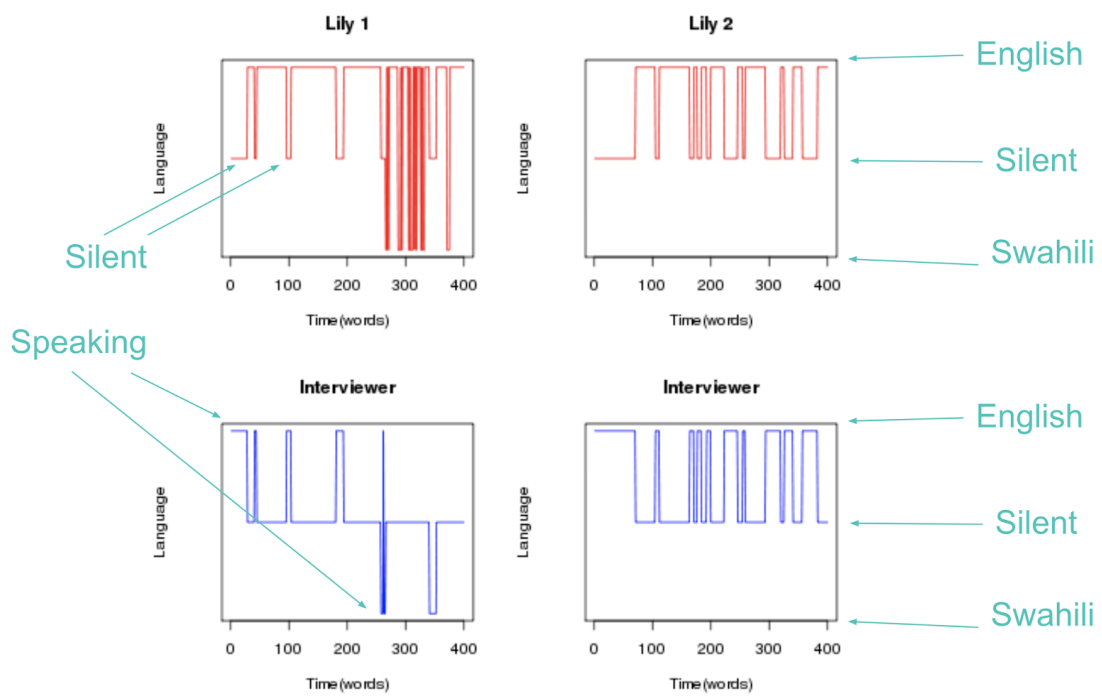 Lily 1
Lily 2
English
Language
Language
Silent
Silent
Swahili
0 100 200 300 400
0 100 200 300 400
Time(words)
Time(words)
Speaking
Interviewer
Interviewer
English
Language
Language
Silent
Swahili
0 100 200 300 400
0 100 200 300 400
Time(words)
Time(words)